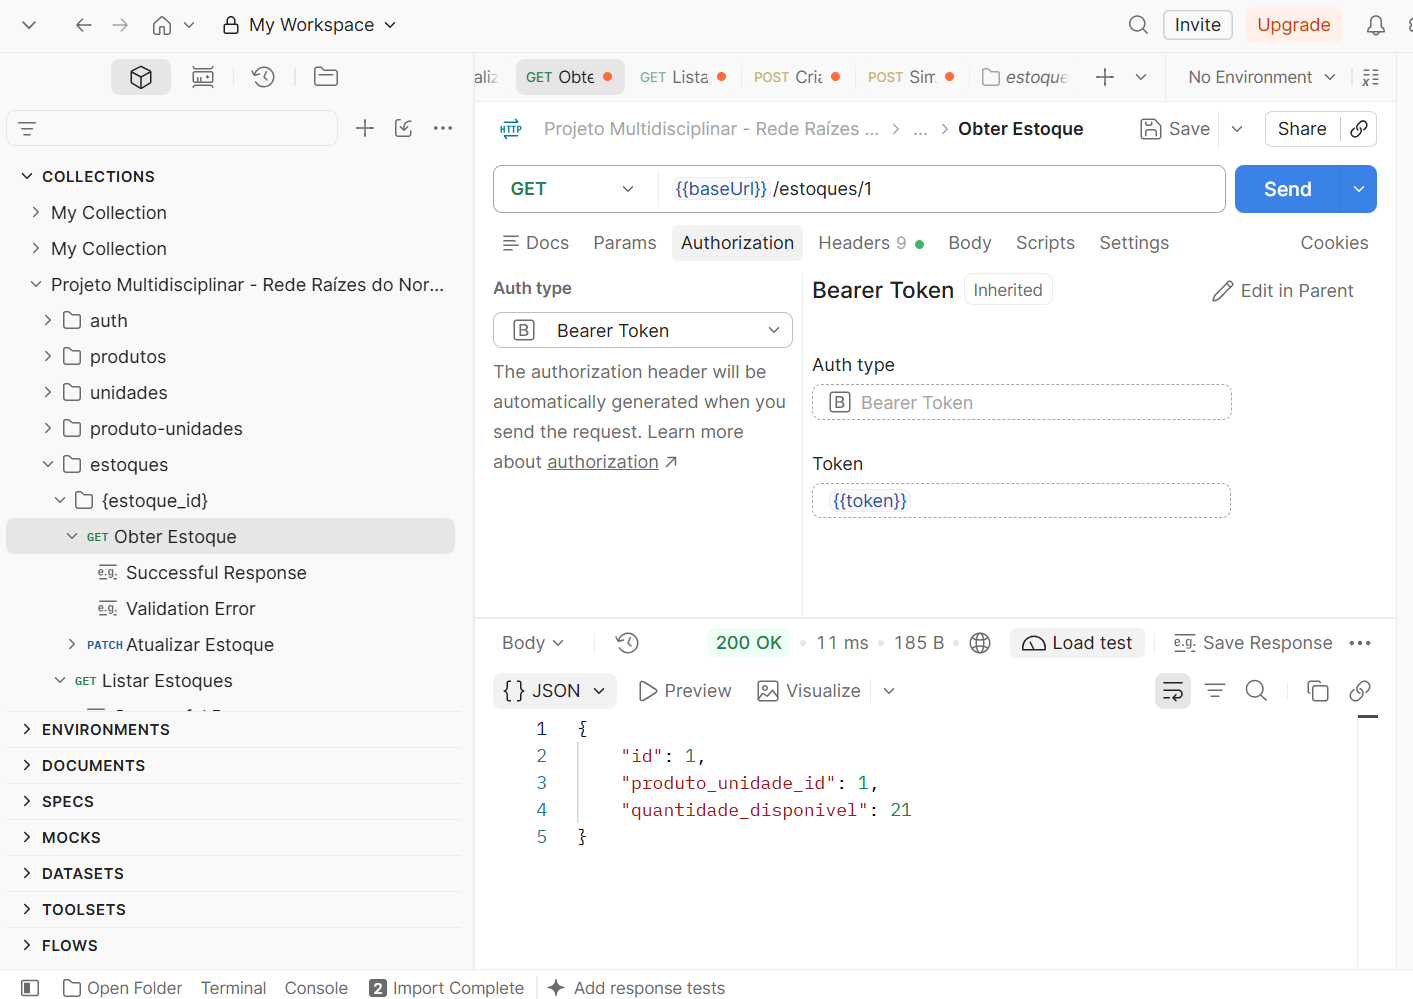 My Workspace
Invite
Upgrade
GET Obte
GET Lista
POST Cria
POST Sim
estoque
No Environment
HTTP
Projeto Multidisciplinar - Rede Raízes ... > ... > Obter Estoque
Save
Share
GET
{{baseUrl}} /estoques/1
Send
Docs
Params
Authorization
Headers 9
Body
Scripts
Settings
Cookies
COLLECTIONS
My Collection
My Collection
Projeto Multidisciplinar - Rede Raízes do Nor...
auth
produtos
unidades
produto-unidades
estoques
{estoque_id}
GET Obter Estoque
e.g. Successful Response
e.g. Validation Error
PATCH Atualizar Estoque
GET Listar Estoques
ENVIRONMENTS
DOCUMENTS
SPECS
MOCKS
DATASETS
TOOLSETS
FLOWS
Auth type
B Bearer Token
The authorization header will be
automatically generated when you
send the request. Learn more
about authorization ↗
Bearer Token
Inherited
Edit in Parent
Auth type
B Bearer Token
Token
{{token}}
Body
200 OK
11 ms
185 B
Load test
e.g. Save Response
{} JSON
Preview
Visualize
1 {
2 "id": 1,
3 "produto_unidade_id": 1,
4 "quantidade_disponivel": 21
5 }
Open Folder
Terminal
Console
2 Import Complete
Add response tests